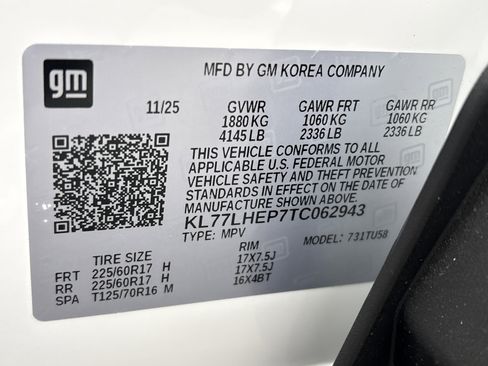 gm
MFD BY GM KOREA COMPANY
11/25 GVWR GAWR FRT GAWR RR
1880 KG 1060 KG 1060 KG
4145 LB 2336 LB 2336 LB
THIS VEHICLE CONFORMS TO ALL
APPLICABLE U.S. FEDERAL MOTOR
VEHICLE SAFETY AND THEFT PREVENTION
STANDARDS IN EFFECT ON THE DATE OF
MANUFACTURE SHOWN ABOVE.
KL77LHEP7TC062943
TYPE: MPV MODEL: 731TU58
TIRE SIZE RIM
FRT 225/60R17 H 17X7.5J
RR 225/60R17 H 17X7.5J
SPA T125/70R16 M 16X4BT